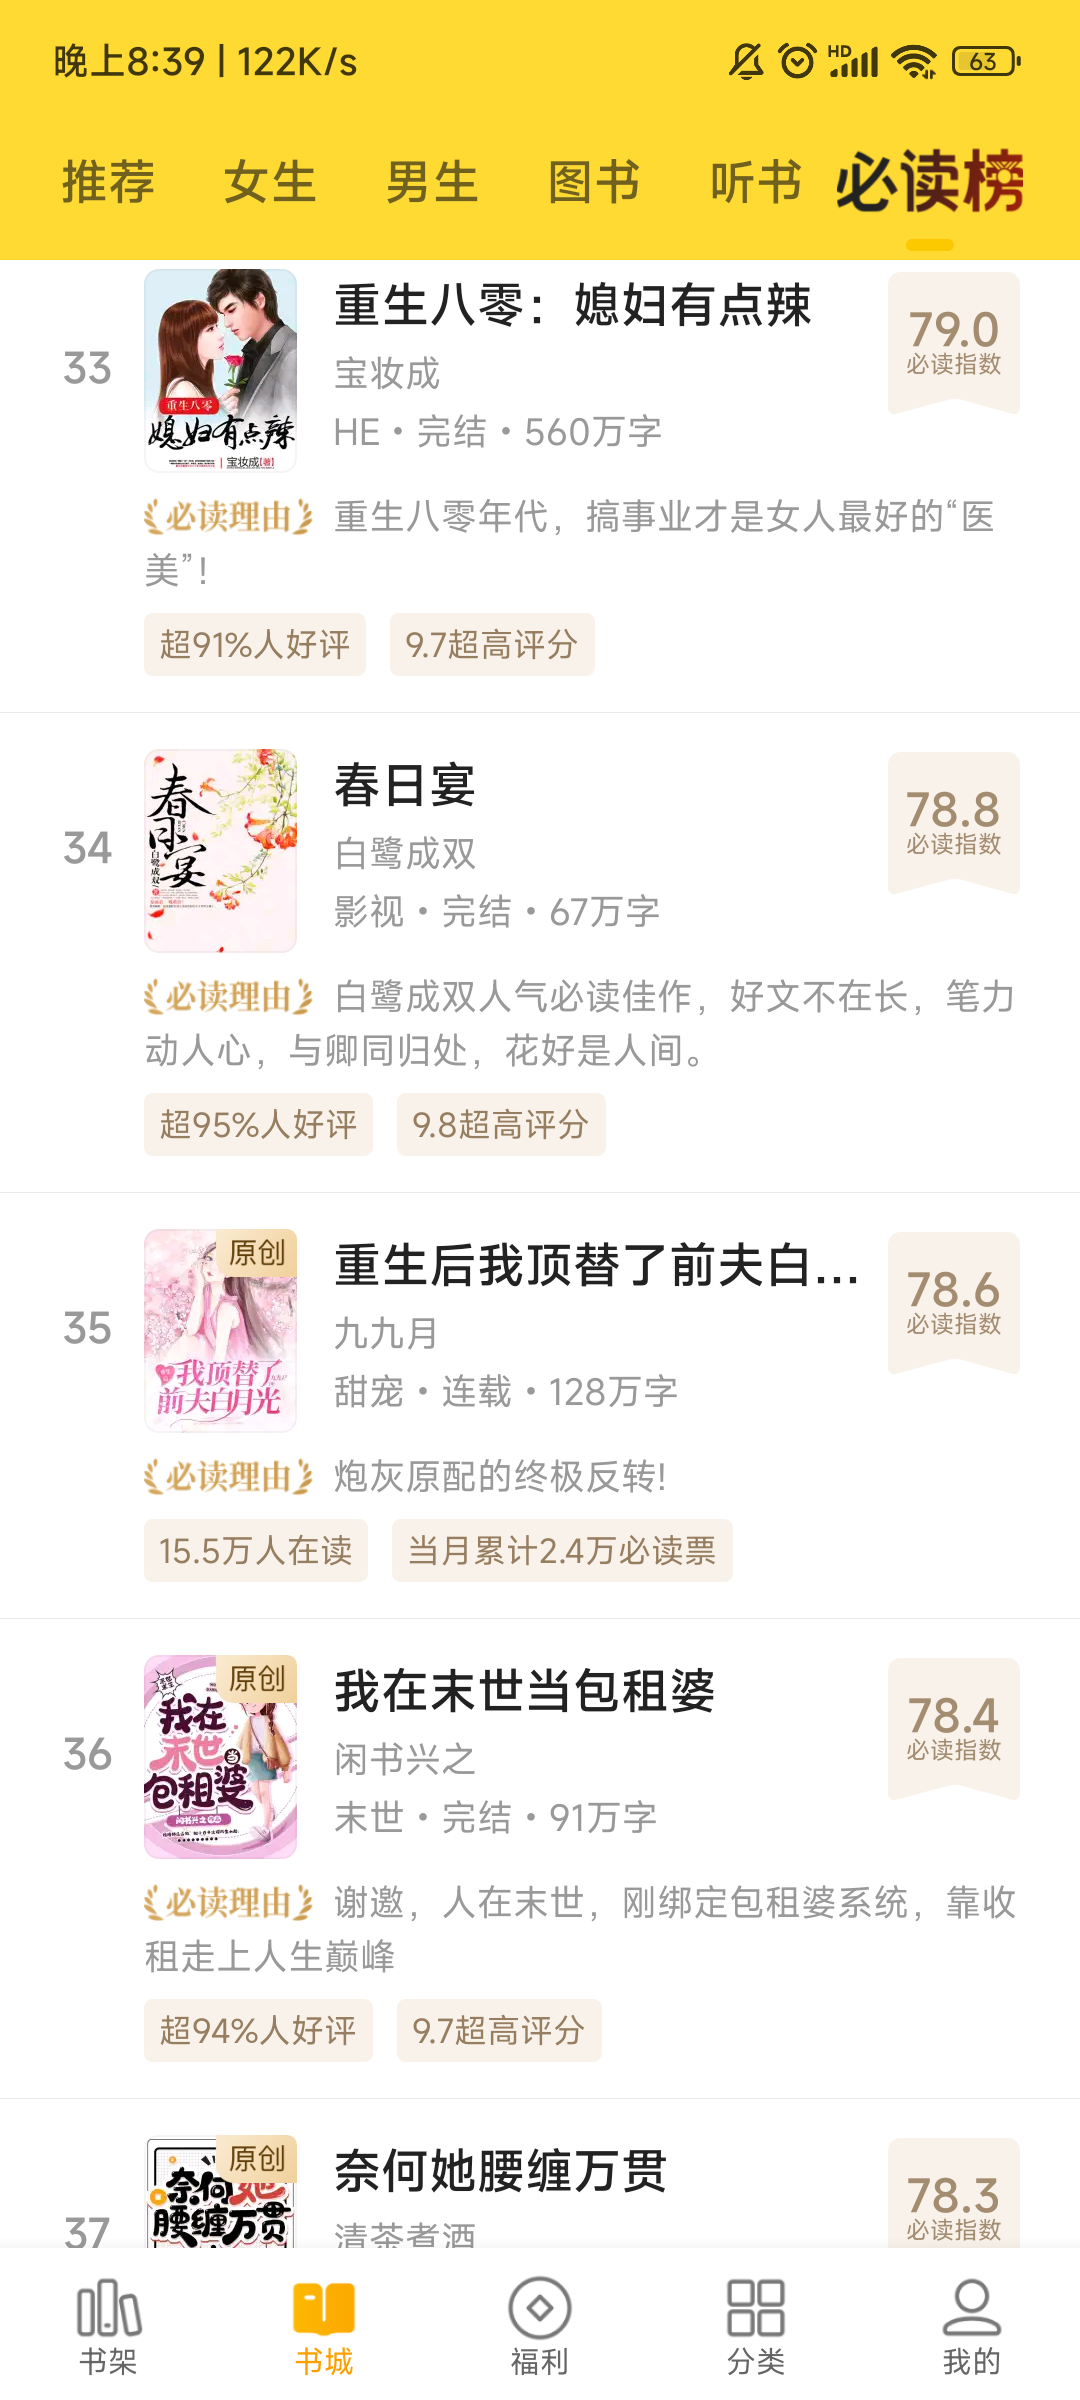 晚上8:39 | 122K/s
HD
63
推荐 女生 男生 图书 听书 必读榜
33
重生八零
媳妇有点辣
宝妆成[著]
重生八零：媳妇有点辣
宝妆成
HE·完结·560万字
79.0
必读指数
必读理由 重生八零年代，搞事业才是女人最好的“医
美”！
超91%人好评 9.7超高评分
34
春日宴
白鹭成双
春日宴
白鹭成双
影视·完结·67万字
78.8
必读指数
必读理由 白鹭成双人气必读佳作，好文不在长，笔力
动人心，与卿同归处，花好是人间。
超95%人好评 9.8超高评分
35
原创
我顶替了
前夫白月光
重生后我顶替了前夫白...
九九月
甜宠·连载·128万字
78.6
必读指数
必读理由 炮灰原配的终极反转!
15.5万人在读 当月累计2.4万必读票
36
原创
我在
末世当
包租婆
我在末世当包租婆
闲书兴之
末世·完结·91万字
78.4
必读指数
必读理由 谢邀，人在末世，刚绑定包租婆系统，靠收
租走上人生巅峰
超94%人好评 9.7超高评分
37
原创
奈何她
腰缠万贯
奈何她腰缠万贯
清茶煮酒
78.3
必读指数
书架 书城 福利 分类 我的